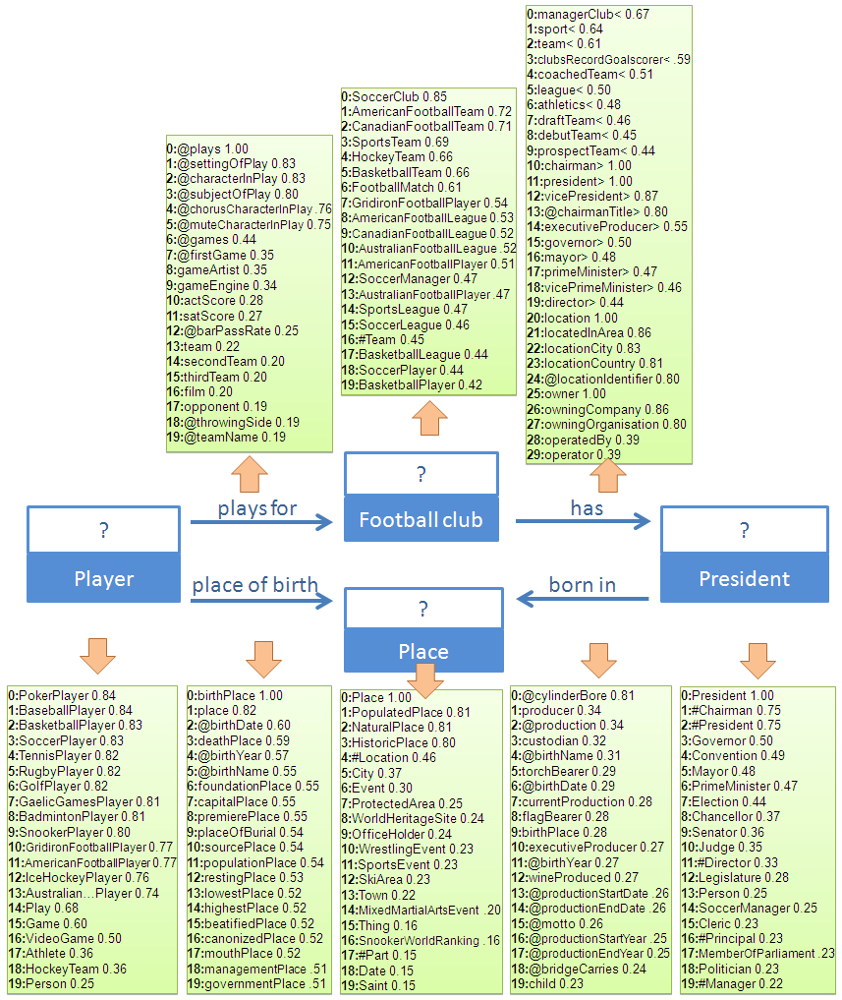 0:managerClub< 0.67
1:sport< 0.64
2:team< 0.61
3:clubsRecordGoalscorer< .59
4:coachedTeam< 0.51
5:league< 0.50
6:athletics< 0.48
7:draftTeam< 0.46
8:debutTeam< 0.45
9:prospectTeam< 0.44
10:chairman> 1.00
11:president> 1.00
12:vicePresident> 0.87
13:@chairmanTitle> 0.80
14:executiveProducer> 0.55
15:governor> 0.50
16:mayor> 0.48
17:primeMinister> 0.47
18:vicePrimeMinister> 0.46
19:director> 0.44
20:location 1.00
21:locatedInArea 0.86
22:locationCity 0.83
23:locationCountry 0.81
24:@locationIdentifier 0.80
25:owner 1.00
26:owningCompany 0.86
27:owningOrganisation 0.80
28:operatedBy 0.39
29:operator 0.39
0:SoccerClub 0.85
1:AmericanFootballTeam 0.72
2:CanadianFootballTeam 0.71
3:SportsTeam 0.69
4:HockeyTeam 0.66
5:BasketballTeam 0.66
6:FootballMatch 0.61
7:GridironFootballPlayer 0.54
8:AmericanFootballLeague 0.53
9:CanadianFootballLeague 0.52
10:AustralianFootballLeague .52
11:AmericanFootballPlayer 0.51
12:SoccerManager 0.47
13:AustralianFootballPlayer .47
14:SportsLeague 0.47
15:SoccerLeague 0.46
16:#Team 0.45
17:BasketballLeague 0.44
18:SoccerPlayer 0.44
19:BasketballPlayer 0.42
0:@plays 1.00
1:@settingOfPlay 0.83
2:@characterInPlay 0.83
3:@subjectOfPlay 0.80
4:@chorusCharacterInPlay .76
5:@muteCharacterInPlay 0.75
6:@games 0.44
7:@firstGame 0.35
8:gameArtist 0.35
9:gameEngine 0.34
10:actScore 0.28
11:satScore 0.27
12:@barPassRate 0.25
13:team 0.22
14:secondTeam 0.20
15:thirdTeam 0.20
16:film 0.20
17:opponent 0.19
18:@throwingSide 0.19
19:@teamName 0.19
?
Player
plays for
?
Football club
has
?
President
place of birth
?
Place
born in
0:PokerPlayer 0.84
1:BaseballPlayer 0.84
2:BasketballPlayer 0.83
3:SoccerPlayer 0.83
4:TennisPlayer 0.82
5:RugbyPlayer 0.82
6:GolfPlayer 0.82
7:GaelicGamesPlayer 0.81
8:BadmintonPlayer 0.81
9:SnookerPlayer 0.80
10:GridironFootballPlayer 0.77
11:AmericanFootballPlayer 0.77
12:IceHockeyPlayer 0.76
13:Australian...Player 0.74
14:Play 0.68
15:Game 0.60
16:VideoGame 0.50
17:Athlete 0.36
18:HockeyTeam 0.36
19:Person 0.25
0:birthPlace 1.00
1:place 0.82
2:@birthDate 0.60
3:deathPlace 0.59
4:@birthYear 0.57
5:@birthName 0.55
6:foundationPlace 0.55
7:capitalPlace 0.55
8:premierePlace 0.55
9:placeOfBurial 0.54
10:sourcePlace 0.54
11:populationPlace 0.54
12:restingPlace 0.53
13:lowestPlace 0.52
14:highestPlace 0.52
15:beatifiedPlace 0.52
16:canonizedPlace 0.52
17:mouthPlace 0.52
18:managementPlace .51
19:governmentPlace .51
0:Place 1.00
1:PopulatedPlace 0.81
2:NaturalPlace 0.81
3:HistoricPlace 0.80
4:#Location 0.46
5:City 0.37
6:Event 0.30
7:ProtectedArea 0.25
8:WorldHeritageSite 0.24
9:OfficeHolder 0.24
10:WrestlingEvent 0.23
11:SportsEvent 0.23
12:SkiArea 0.23
13:Town 0.22
14:MixedMartialArtsEvent .20
15:Thing 0.16
16:SnookerWorldRanking .16
17:#Part 0.15
18:Date 0.15
19:Saint 0.15
0:@cylinderBore 0.81
1:producer 0.34
2:@production 0.34
3:custodian 0.32
4:@birthName 0.31
5:torchBearer 0.29
6:@birthDate 0.29
7:currentProduction 0.28
8:flagBearer 0.28
9:birthPlace 0.28
10:executiveProducer 0.27
11:@birthYear 0.27
12:wineProduced 0.27
13:@productionStartDate .26
14:@productionEndDate .26
15:@motto 0.26
16:@productionStartYear .25
17:@productionEndYear 0.25
18:@bridgeCarries 0.24
19:child 0.23
0:President 1.00
1:#Chairman 0.75
2:#President 0.75
3:Governor 0.50
4:Convention 0.49
5:Mayor 0.48
6:PrimeMinister 0.47
7:Election 0.44
8:Chancellor 0.37
9:Senator 0.36
10:Judge 0.35
11:#Director 0.33
12:Legislature 0.28
13:Person 0.25
14:SoccerManager 0.25
15:Cleric 0.23
16:#Principal 0.23
17:MemberOfParliament .23
18:Politician 0.23
19:#Manager 0.22